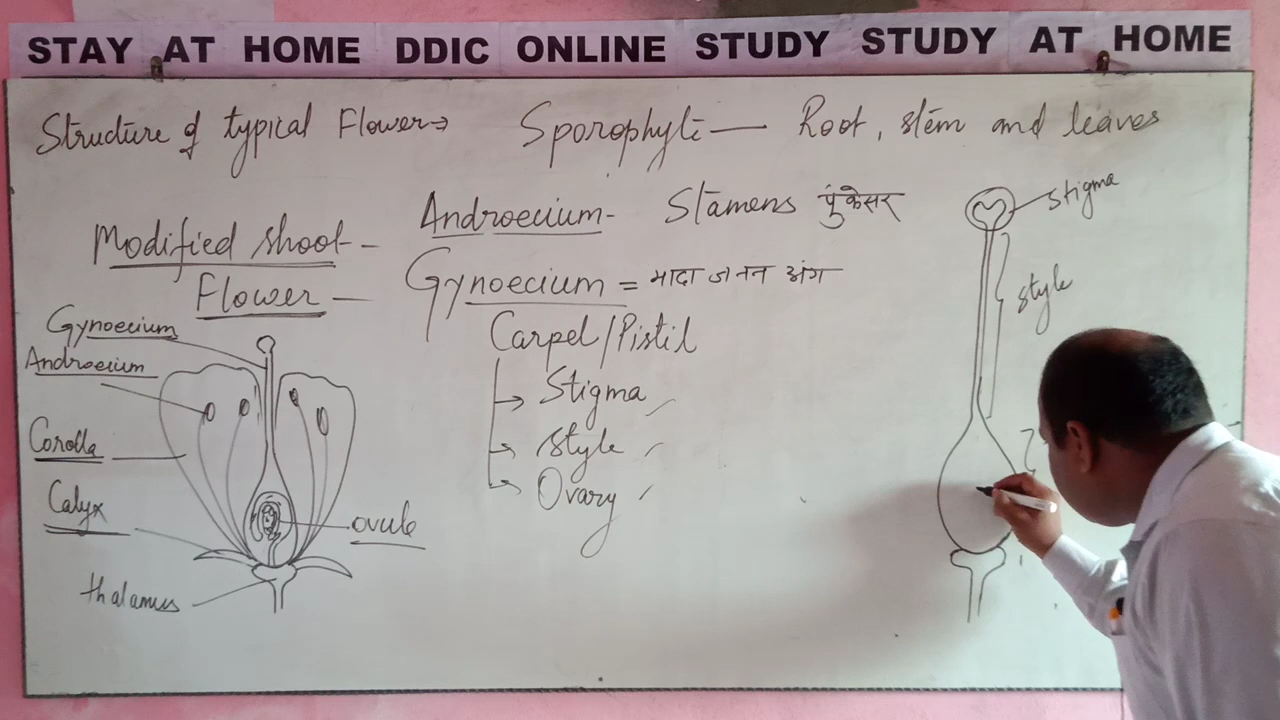 STAY AT HOME DDIC ONLINE STUDY STUDY AT HOME
Structure of typical Flower → Sporophyte — Root, stem and leaves
Modified shoot -
Flower —
Androecium - Stamens पुंकेसर
Gynoecium = मादा जनन अंग
Carpel/Pistil
→ Stigma
→ Style
→ Ovary
Gynoecium
Androecium
Corolla
Calyx
thalamus
ovule
Stigma
Style